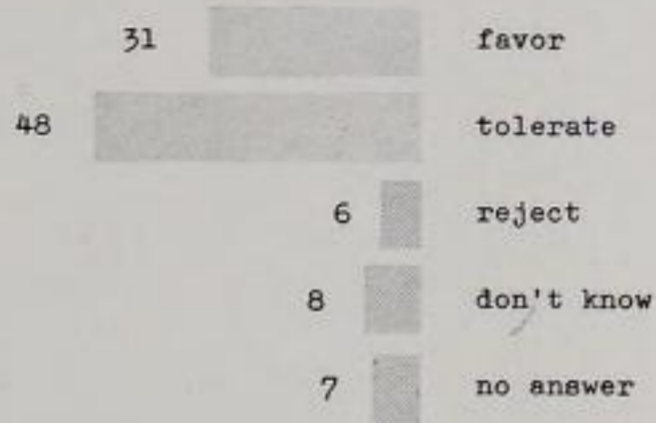 31 favor
48 tolerate
6 reject
8 don't know
7 no answer